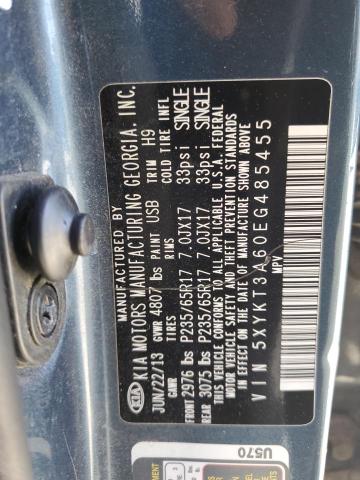 MANUFACTURED BY
KIA KIA MOTORS MANUFACTURING GEORGIA, INC.
JUN/22/13 GVWR 4807 lbs PAINT USB TRIM H9
GAWR TIRES RIMS COLD TIRE INFL
FRONT 2976 lbs P235/65R17 7.0UX17 33psi SINGLE
REAR 3075 lbs P235/65R17 7.0UX17 33psi SINGLE
THIS VEHICLE CONFORMS TO ALL APPLICABLE U.S.A. FEDERAL
MOTOR VEHICLE SAFETY AND THEFT PREVENTION STANDARDS
IN EFFECT ON THE DATE OF MANUFACTURE SHOWN ABOVE.
MPV
VIN 5XYKT3A60EG485455
U570